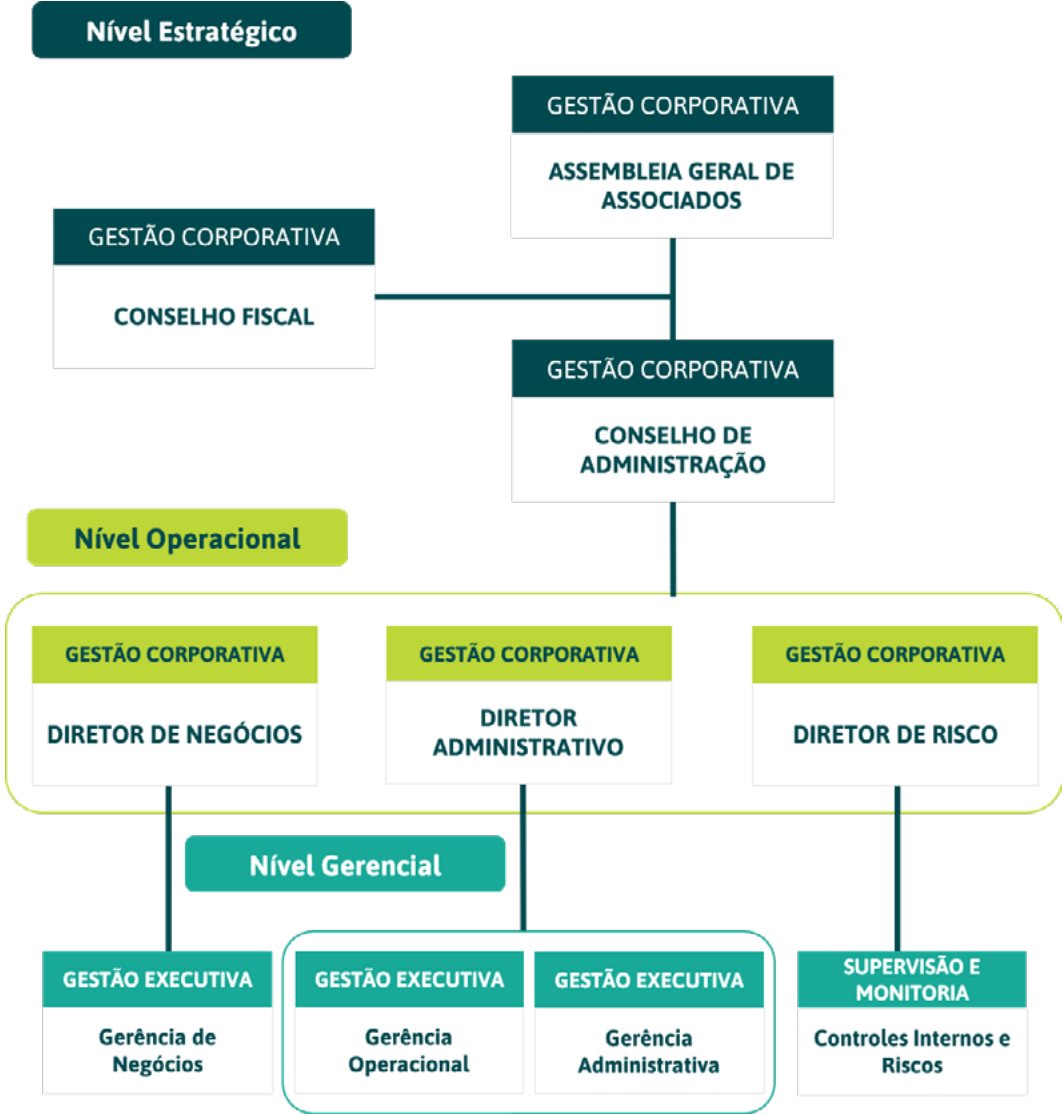 Nível Estratégico
GESTÃO CORPORATIVA
ASSEMBLEIA GERAL DE
ASSOCIADOS
GESTÃO CORPORATIVA
CONSELHO FISCAL
GESTÃO CORPORATIVA
CONSELHO DE
ADMINISTRAÇÃO
Nível Operacional
GESTÃO CORPORATIVA
DIRETOR DE NEGÓCIOS
GESTÃO CORPORATIVA
DIRETOR
ADMINISTRATIVO
GESTÃO CORPORATIVA
DIRETOR DE RISCO
Nível Gerencial
GESTÃO EXECUTIVA
Gerência de
Negócios
GESTÃO EXECUTIVA
Gerência
Operacional
GESTÃO EXECUTIVA
Gerência
Administrativa
SUPERVISÃO E
MONITORIA
Controles Internos e
Riscos